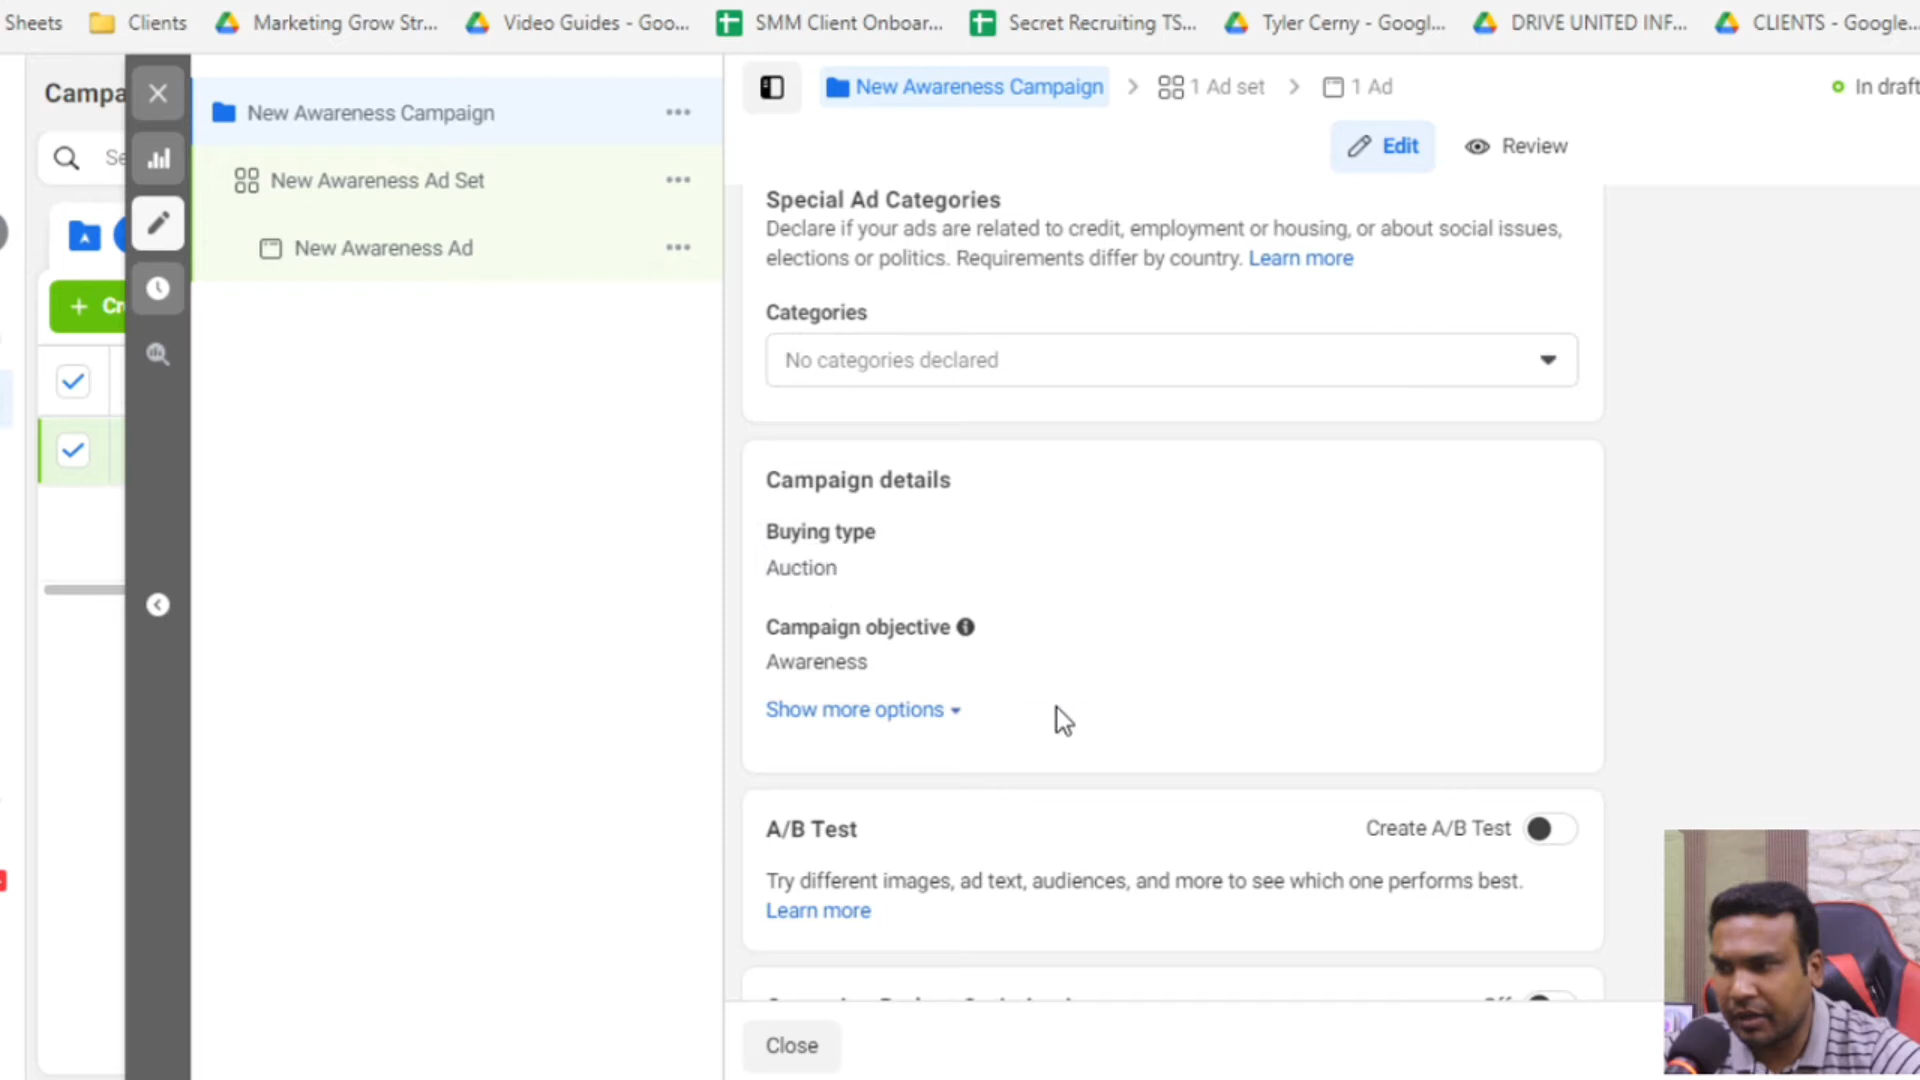 Sheets
Clients
Marketing Grow Str...
Video Guides - Goo...
SMM Client Onboar...
Secret Recruiting TS...
Tyler Cerny - Googl...
DRIVE UNITED INF...
CLIENTS - Google...
Campa
New Awareness Campaign
New Awareness Ad Set
New Awareness Ad
Se
Cr
New Awareness Campaign
1 Ad set
1 Ad
In draft
Edit
Review
Special Ad Categories
Declare if your ads are related to credit, employment or housing, or about social issues,
elections or politics. Requirements differ by country. Learn more
Categories
No categories declared
Campaign details
Buying type
Auction
Campaign objective
Awareness
Show more options
A/B Test
Create A/B Test
Try different images, ad text, audiences, and more to see which one performs best.
Learn more
Close